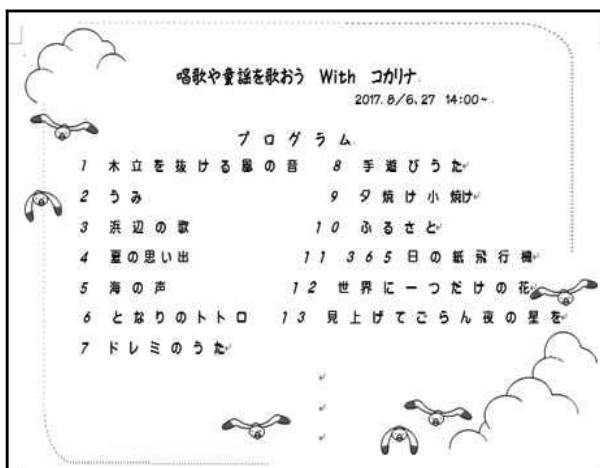 唱歌や童謡を歌おう With コカリナ
2017.8/6、27 14:00~
プログラム
1 木立を抜ける風の音 8 手遊びうた
2 うみ 9 夕焼け小焼け
3 浜辺の歌 10 ふるさと
4 夏の思い出 11 365日の紙飛行機
5 海の声 12 世界に一つだけの花
6 となりのトトロ 13 見上げてごらん夜の星を
7 ドレミのうた